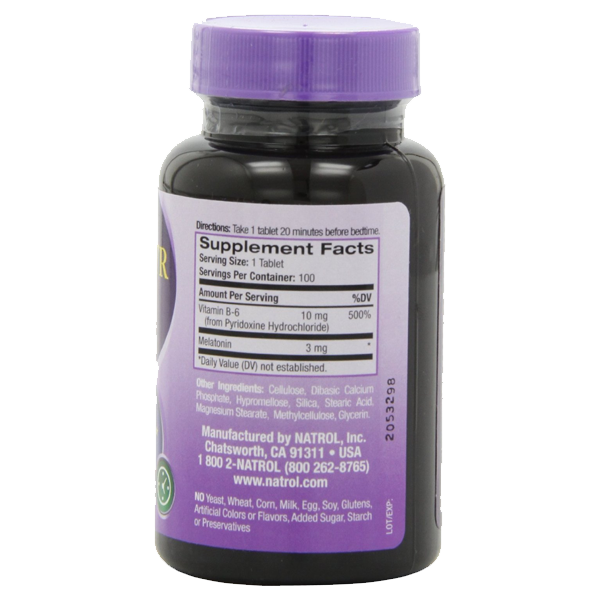 R
Directions: Take 1 tablet 20 minutes before bedtime.
Supplement Facts
Serving Size: 1 Tablet
Servings Per Container: 100
Amount Per Serving %DV
Vitamin B-6 10 mg 500%
(from Pyridoxine Hydrochloride)
Melatonin 3 mg *
*Daily Value (DV) not established.
Other Ingredients: Cellulose, Dibasic Calcium
Phosphate, Hypromellose, Silica, Stearic Acid,
Magnesium Stearate, Methylcellulose, Glycerin.
Manufactured by NATROL, Inc.
Chatsworth, CA 91311 • USA
1 800 2-NATROL (800 262-8765)
www.natrol.com
NO Yeast, Wheat, Corn, Milk, Egg, Soy, Glutens,
Artificial Colors or Flavors, Added Sugar, Starch
or Preservatives
2053298
LOT/EXP: